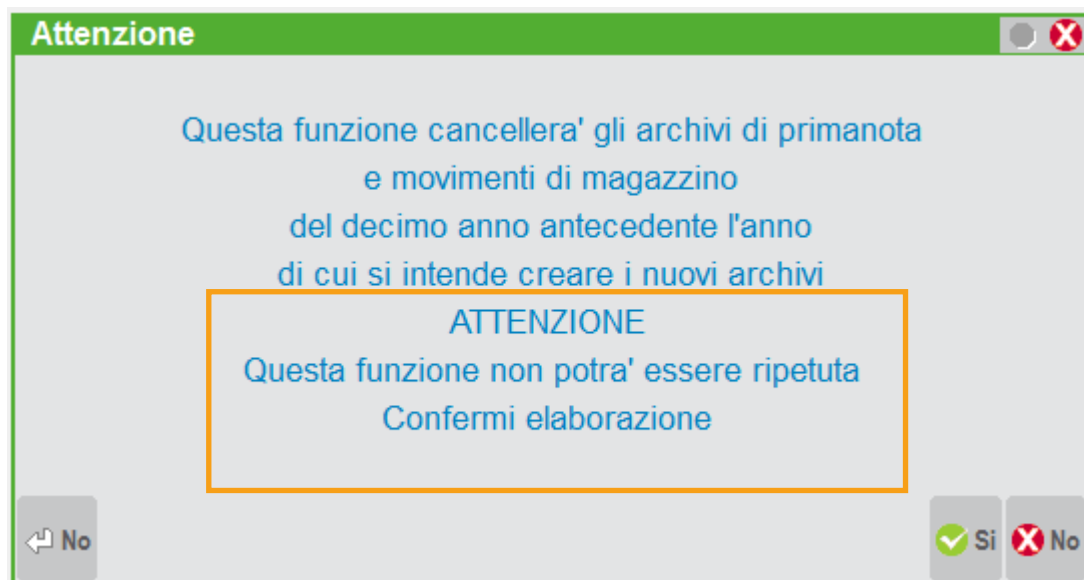 Attenzione
Questa funzione cancellera' gli archivi di primanota
e movimenti di magazzino
del decimo anno antecedente l'anno
di cui si intende creare i nuovi archivi
ATTENZIONE
Questa funzione non potra' essere ripetuta
Confermi elaborazione
No
Si
No